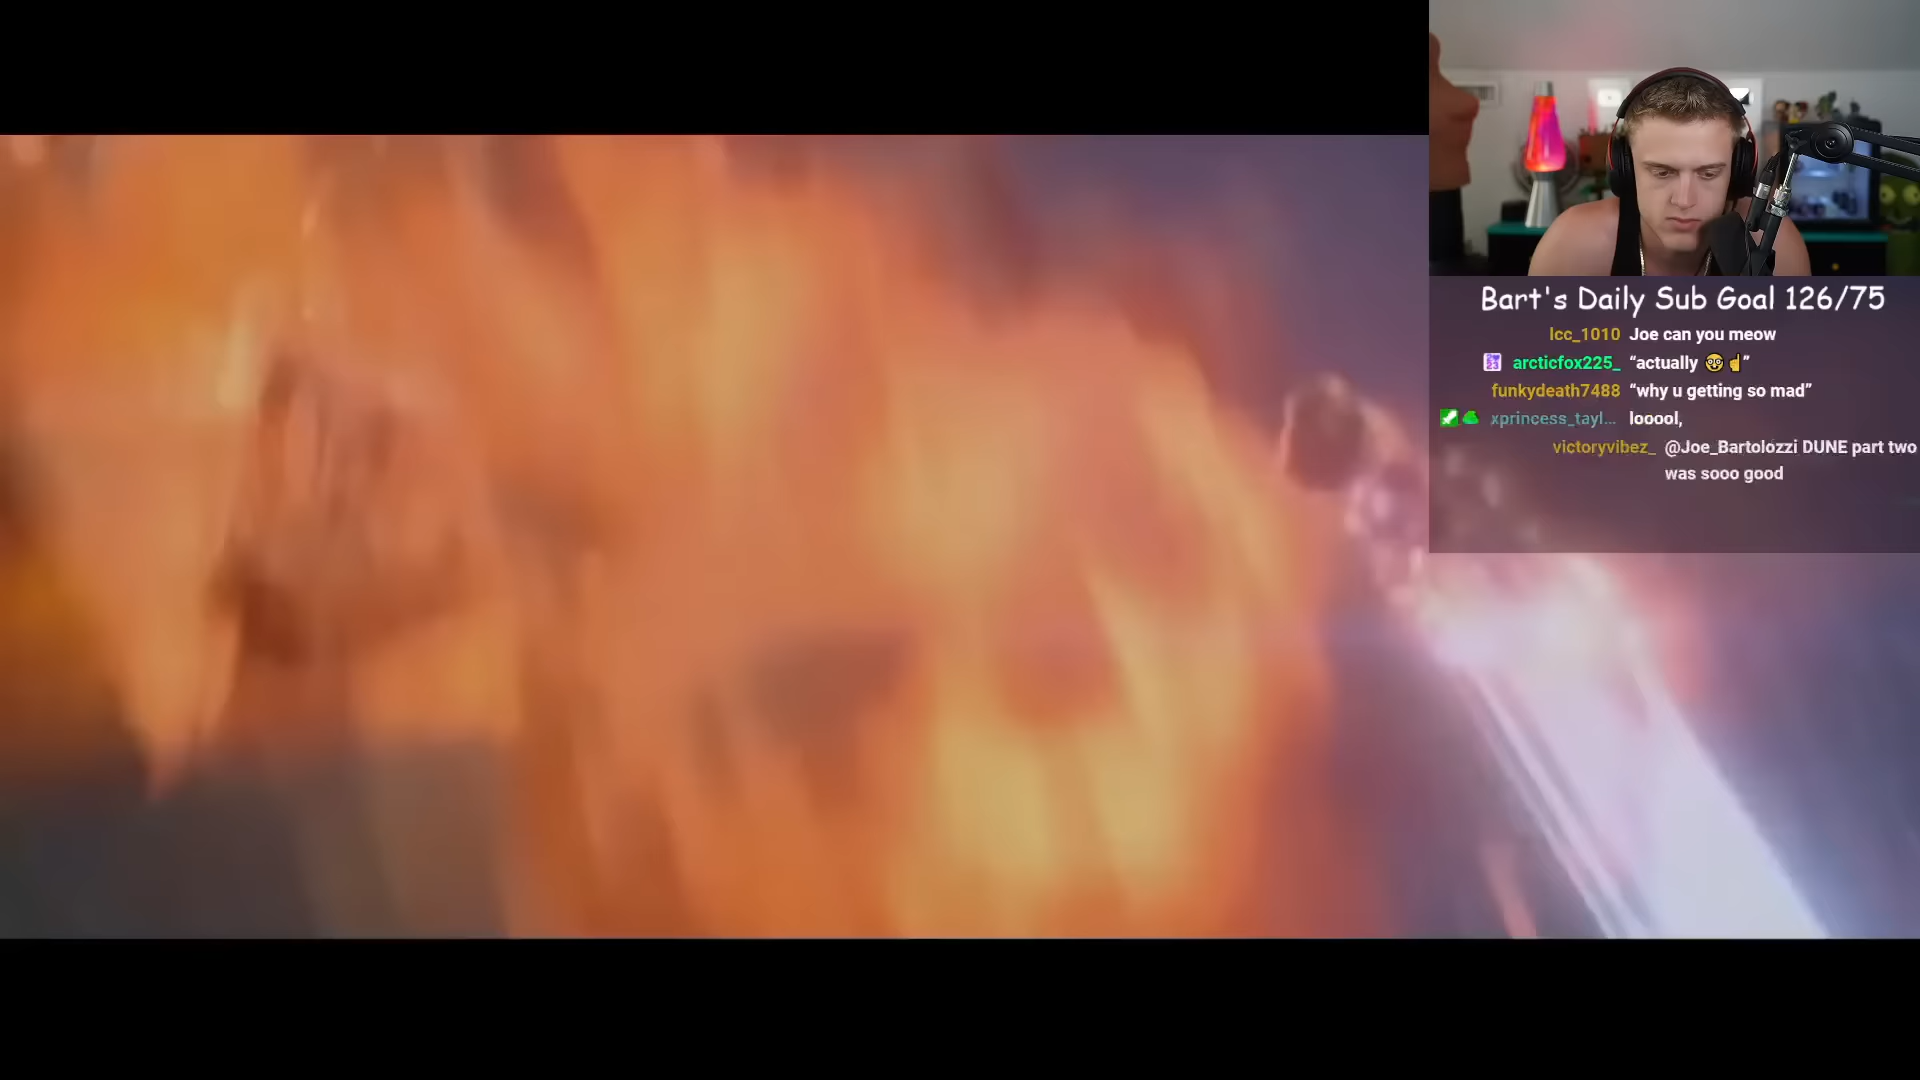 Bart's Daily Sub Goal 126/75
lcc_1010 Joe can you meow
arcticfox225_ “actually 🤓☝️”
funkydeath7488 “why u getting so mad”
xprincess_tayl... looool,
victoryvibez_ @Joe_Bartolozzi DUNE part two
was sooo good